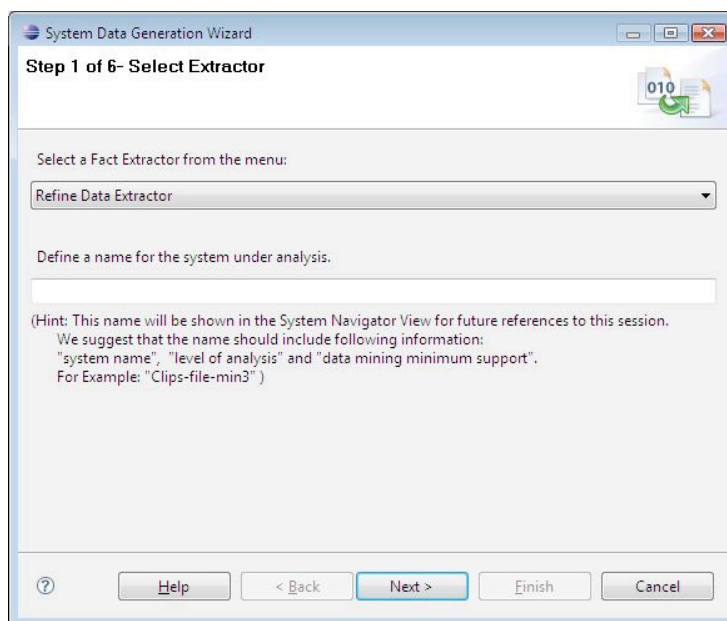 System Data Generation Wizard
Step 1 of 6- Select Extractor
010
Select a Fact Extractor from the menu:
Refine Data Extractor
Define a name for the system under analysis.
(Hint: This name will be shown in the System Navigator View for future references to this session.
We suggest that the name should include following information:
"system name", "level of analysis" and "data mining minimum support".
For Example: "Clips-file-min3" )
? Help < Back Next > Finish Cancel